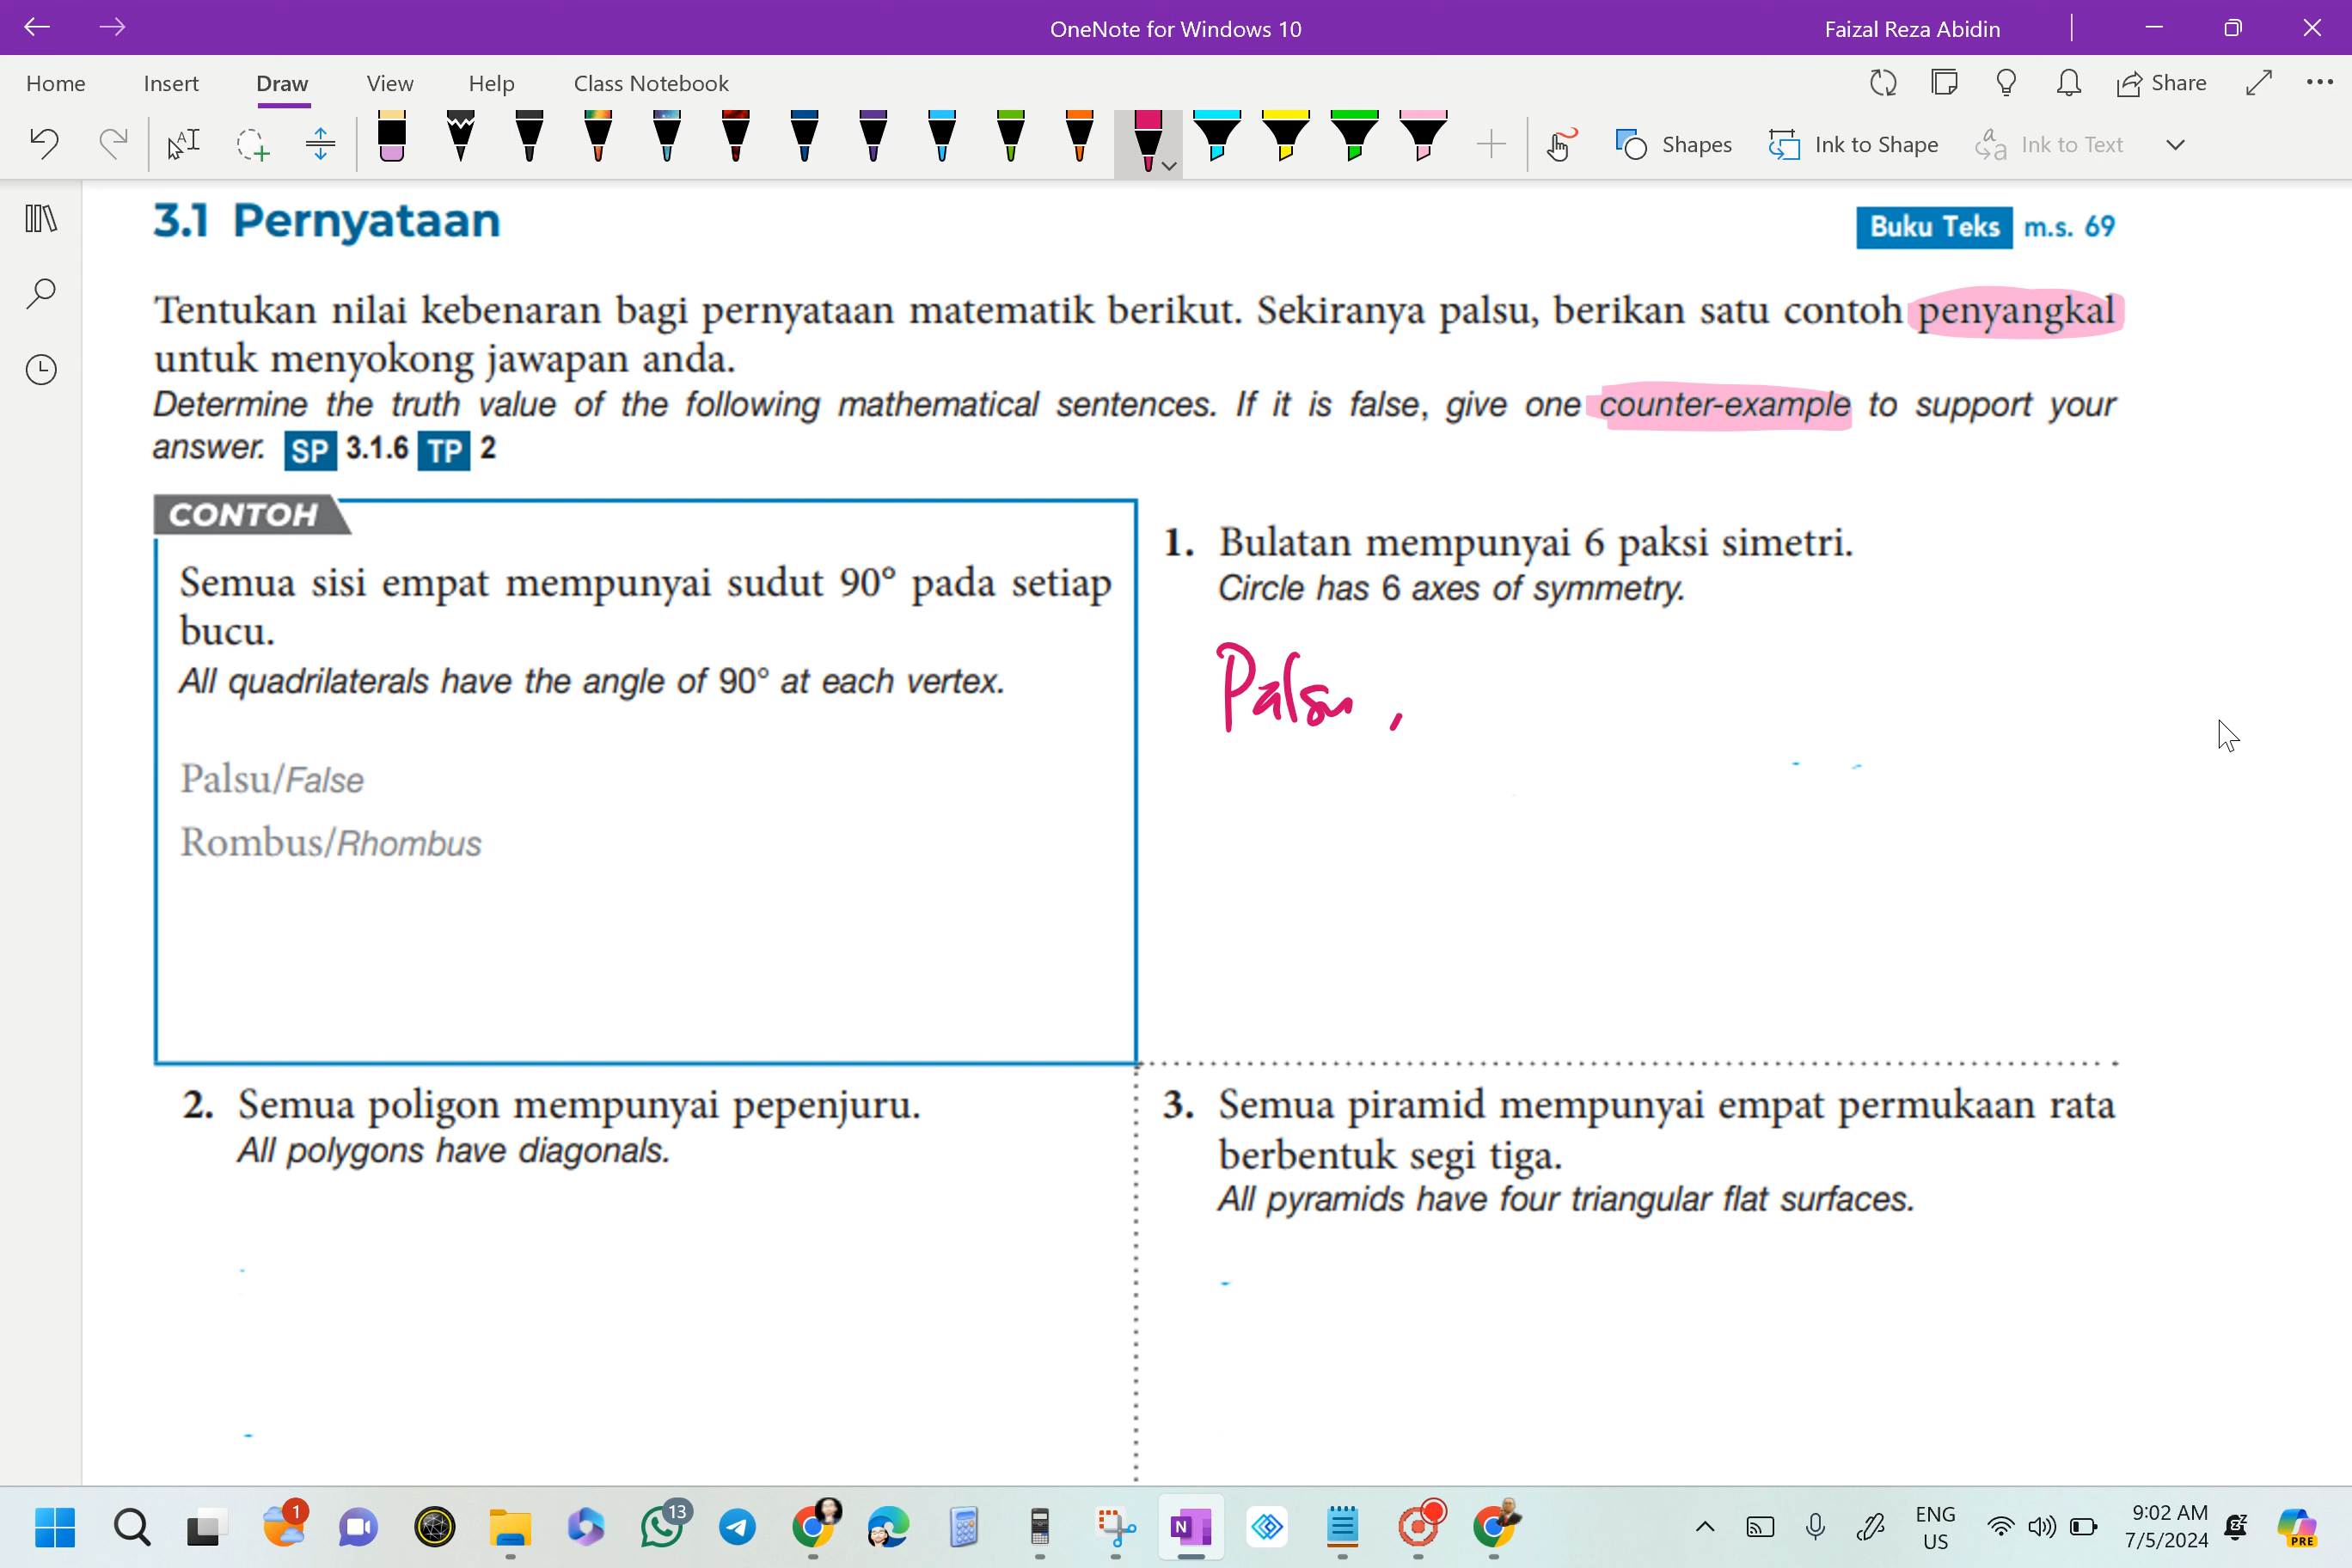 OneNote for Windows 10
Faizal Reza Abidin
Home Insert Draw View Help Class Notebook
Share
Shapes Ink to Shape Ink to Text
3.1 Pernyataan
Buku Teks m.s. 69
Tentukan nilai kebenaran bagi pernyataan matematik berikut. Sekiranya palsu, berikan satu contoh penyangkal
untuk menyokong jawapan anda.
Determine the truth value of the following mathematical sentences. If it is false, give one counter-example to support your
answer. SP 3.1.6 TP 2
CONTOH
Semua sisi empat mempunyai sudut 90° pada setiap
bucu.
All quadrilaterals have the angle of 90° at each vertex.
Palsu/False
Rombus/Rhombus
1. Bulatan mempunyai 6 paksi simetri.
Circle has 6 axes of symmetry.
Palsu ,
2. Semua poligon mempunyai pepenjuru.
All polygons have diagonals.
3. Semua piramid mempunyai empat permukaan rata
berbentuk segi tiga.
All pyramids have four triangular flat surfaces.
1
13
ENG
US
9:02 AM
7/5/2024
PRE